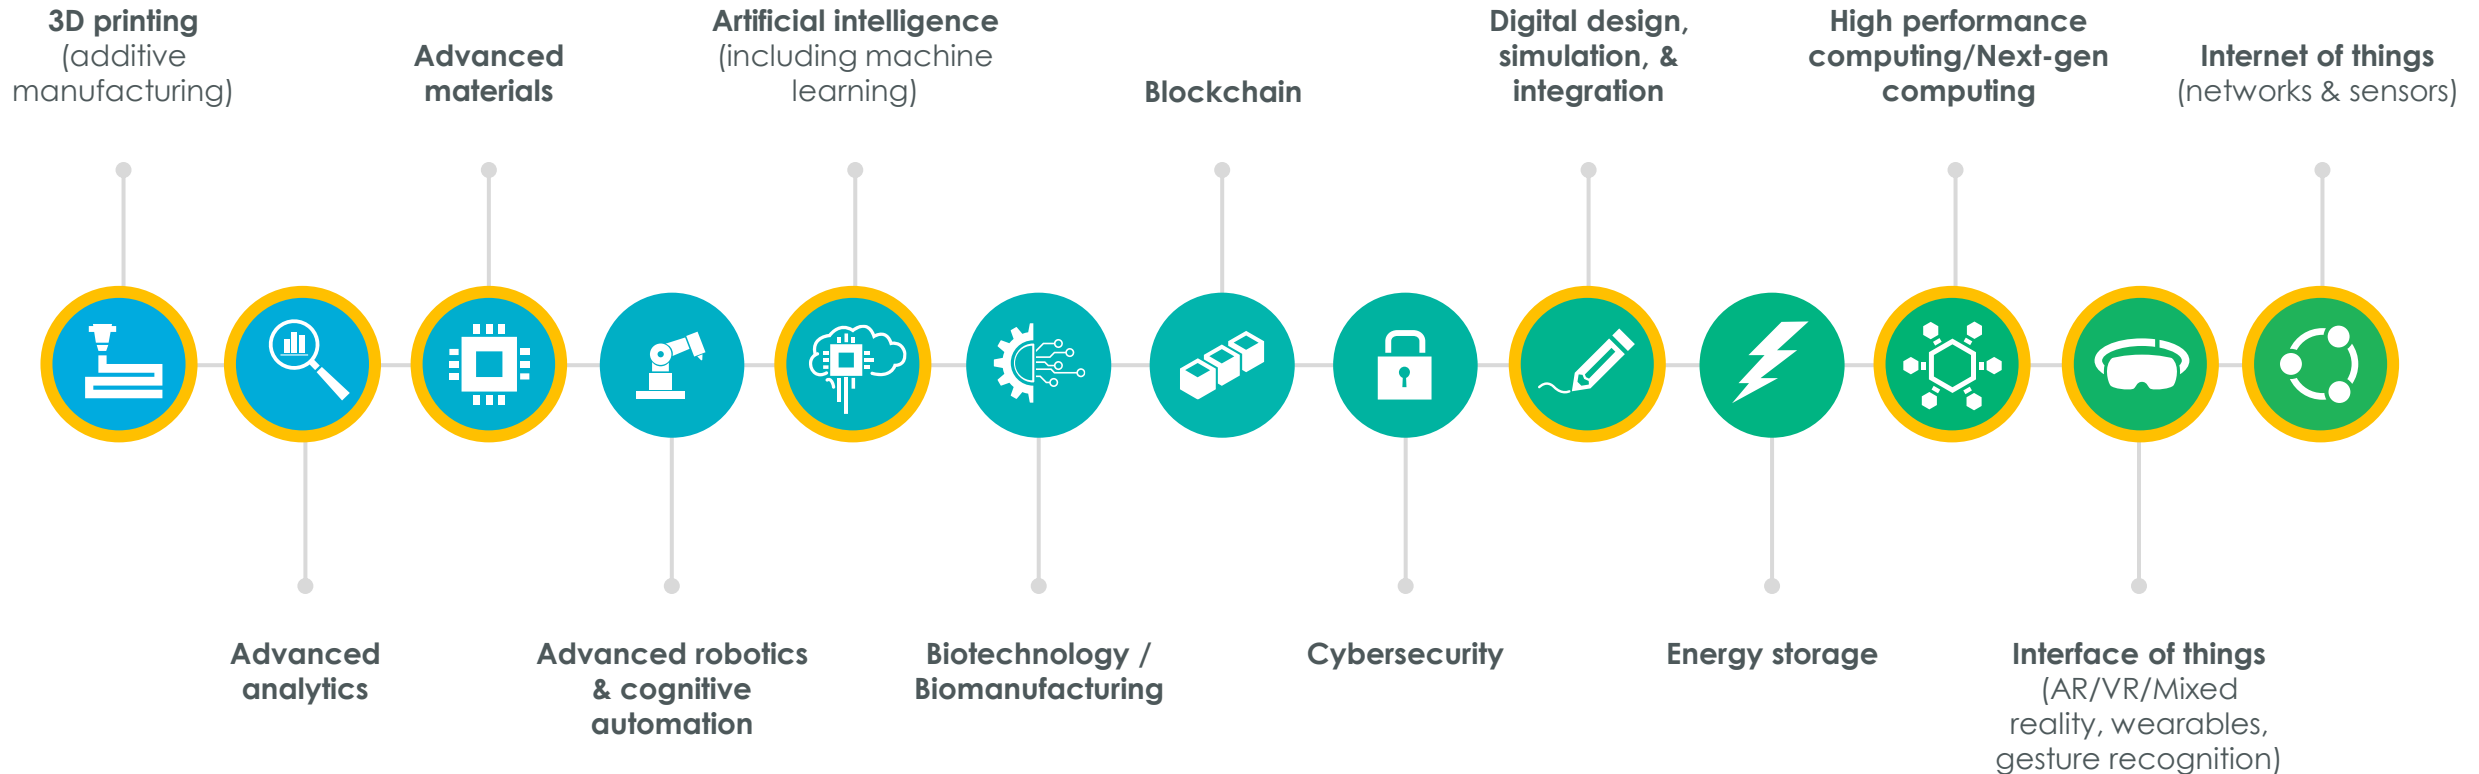 3D printing
(additive
manufacturing)
Advanced
materials
Artificial intelligence
(including machine
learning)
Blockchain
Digital design,
simulation, &
integration
High performance
computing/Next-gen
computing
Internet of things
(networks & sensors)
Advanced
analytics
Advanced robotics
& cognitive
automation
Biotechnology /
Biomanufacturing
Cybersecurity
Energy storage
Interface of things
(AR/VR/Mixed
reality, wearables,
gesture recognition)